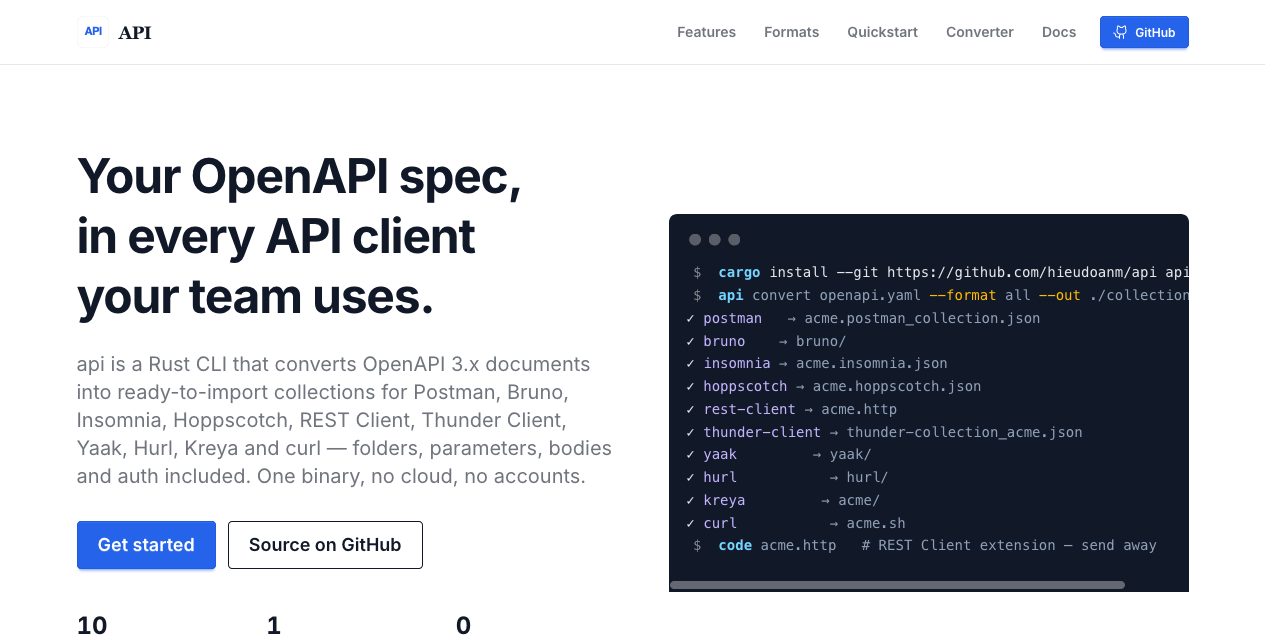 API API Features Formats Quickstart Converter Docs GitHub
Your OpenAPI spec,
in every API client
your team uses.
api is a Rust CLI that converts OpenAPI 3.x documents
into ready-to-import collections for Postman, Bruno,
Insomnia, Hoppscotch, REST Client, Thunder Client,
Yaak, Hurl, Kreya and curl — folders, parameters, bodies
and auth included. One binary, no cloud, no accounts.
Get started Source on GitHub
10 1 0
$ cargo install --git https://github.com/hieudoanm/api api
$ api convert openapi.yaml --format all --out ./collection
✓ postman → acme.postman_collection.json
✓ bruno → bruno/
✓ insomnia → acme.insomnia.json
✓ hoppscotch → acme.hoppscotch.json
✓ rest-client → acme.http
✓ thunder-client → thunder-collection_acme.json
✓ yaak → yaak/
✓ hurl → hurl/
✓ kreya → acme/
✓ curl → acme.sh
$ code acme.http # REST Client extension — send away